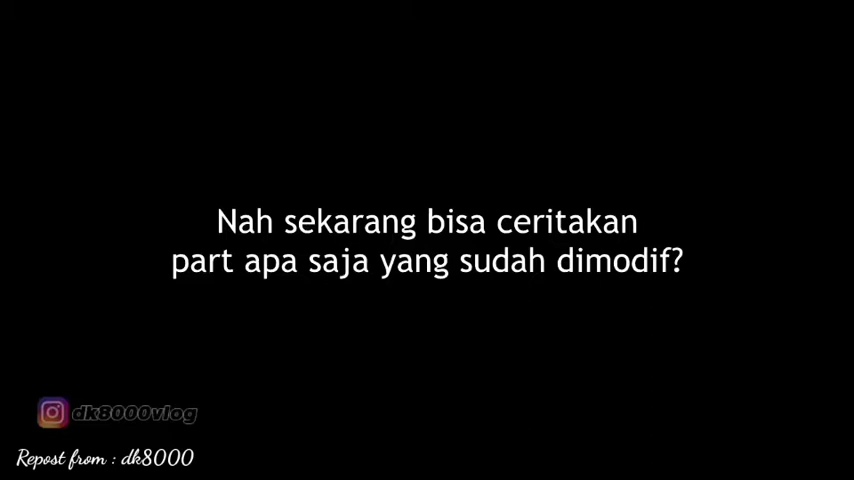 Nah sekarang bisa ceritakan
part apa saja yang sudah dimodif?
dk8000vlog
Repost from : dk8000